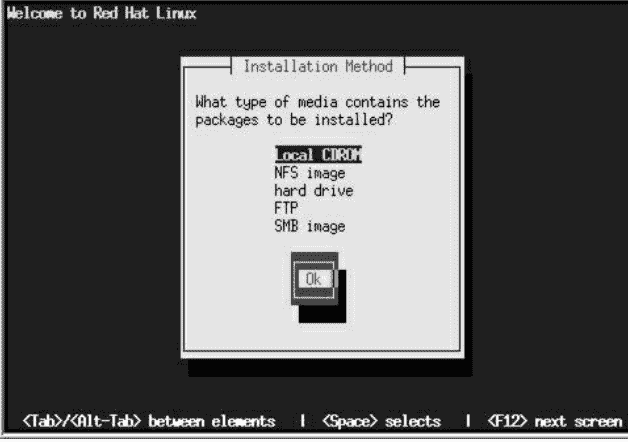 Welcome to Red Hat Linux
Installation Method
What type of media contains the
packages to be installed?
Local CDROM
NFS image
hard drive
FTP
SMB image
Ok
<Tab>/<Alt-Tab> between elements | <Space> selects | <F12> next screen